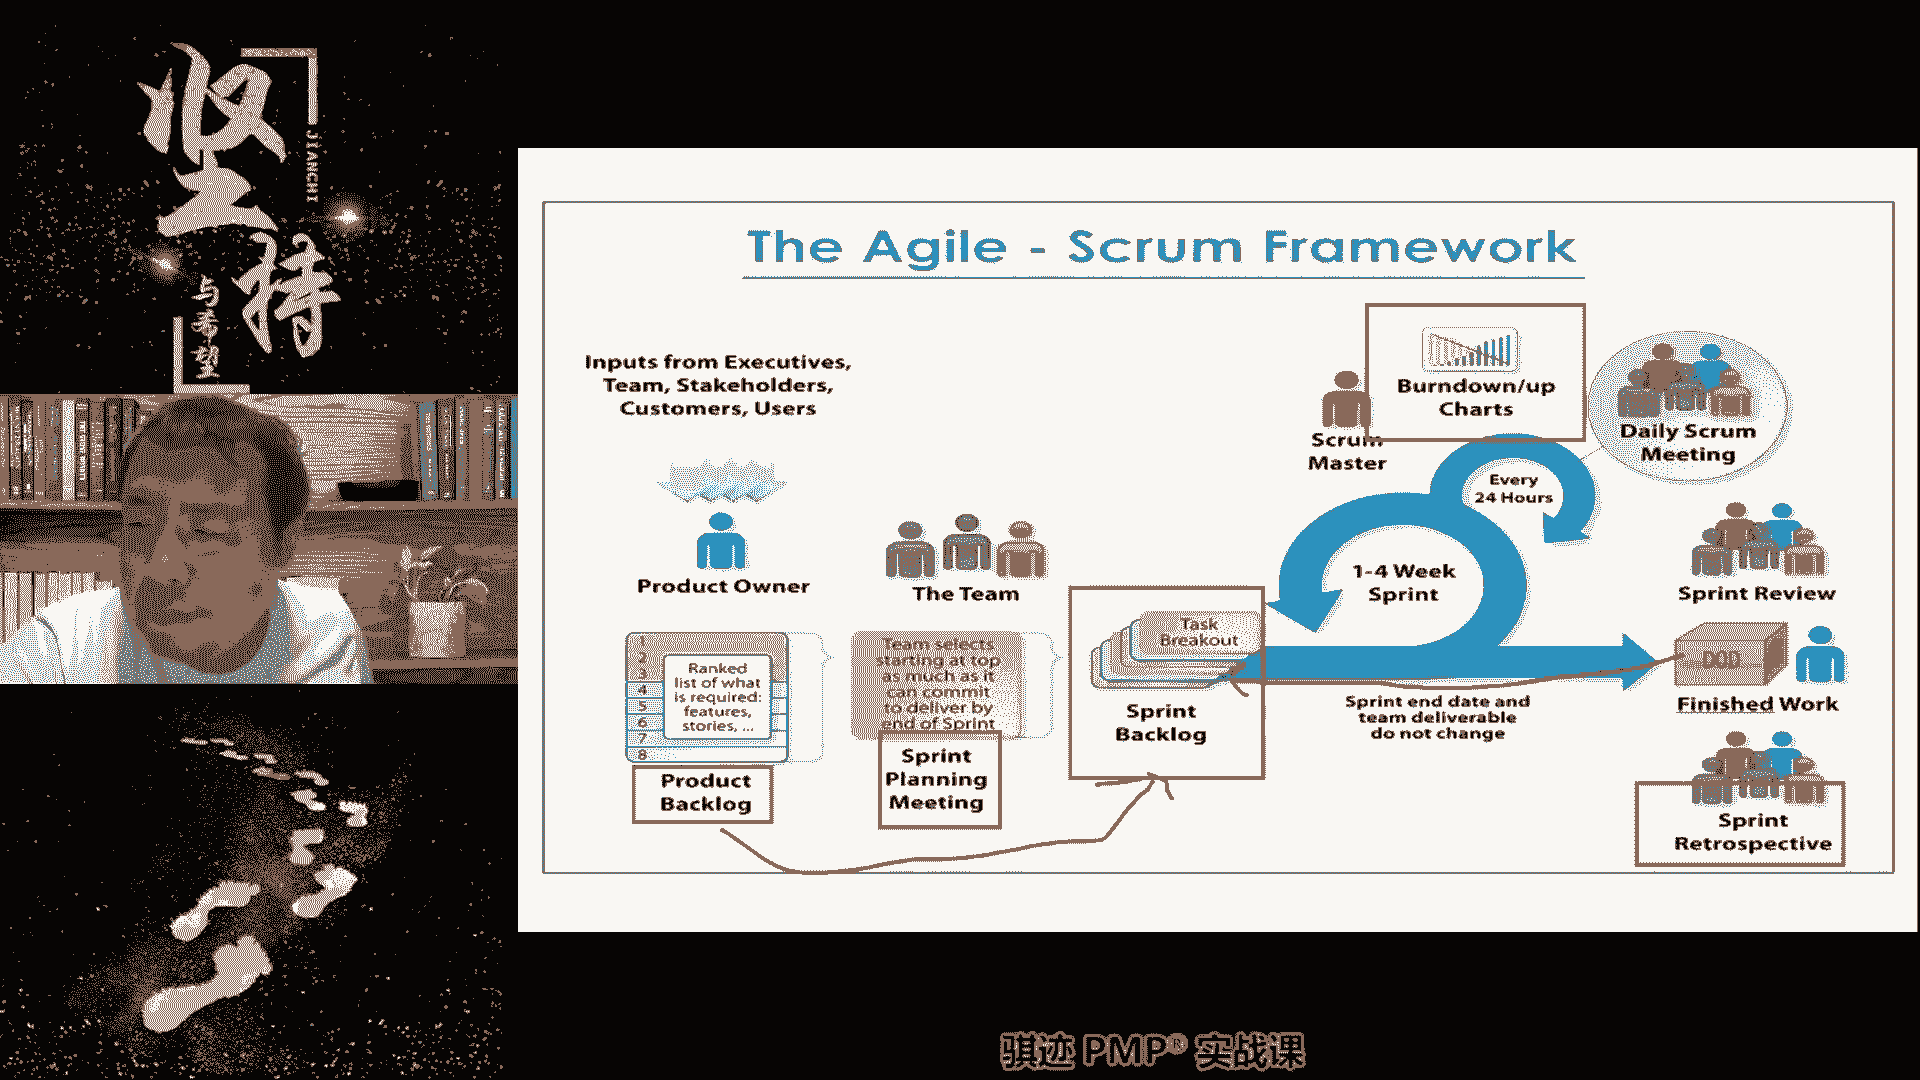 坚持
JIANCHI
与希望
The Agile - Scrum Framework
Inputs from Executives,
Team, Stakeholders,
Customers, Users
Product Owner
The Team
1
2
3
4
5
6
7
8
Ranked
list of what
is required:
features,
stories, ...
Product
Backlog
Team selects
starting at top
as much as it
can commit
to deliver by
end of Sprint
Sprint
Planning
Meeting
Task
Breakout
Sprint
Backlog
Scrum
Master
Burndown/up
Charts
Every
24 Hours
1-4 Week
Sprint
Sprint end date and
team deliverable
do not change
Daily Scrum
Meeting
Sprint Review
DOD
Finished Work
Sprint
Retrospective
骐迹 PMP® 实战课